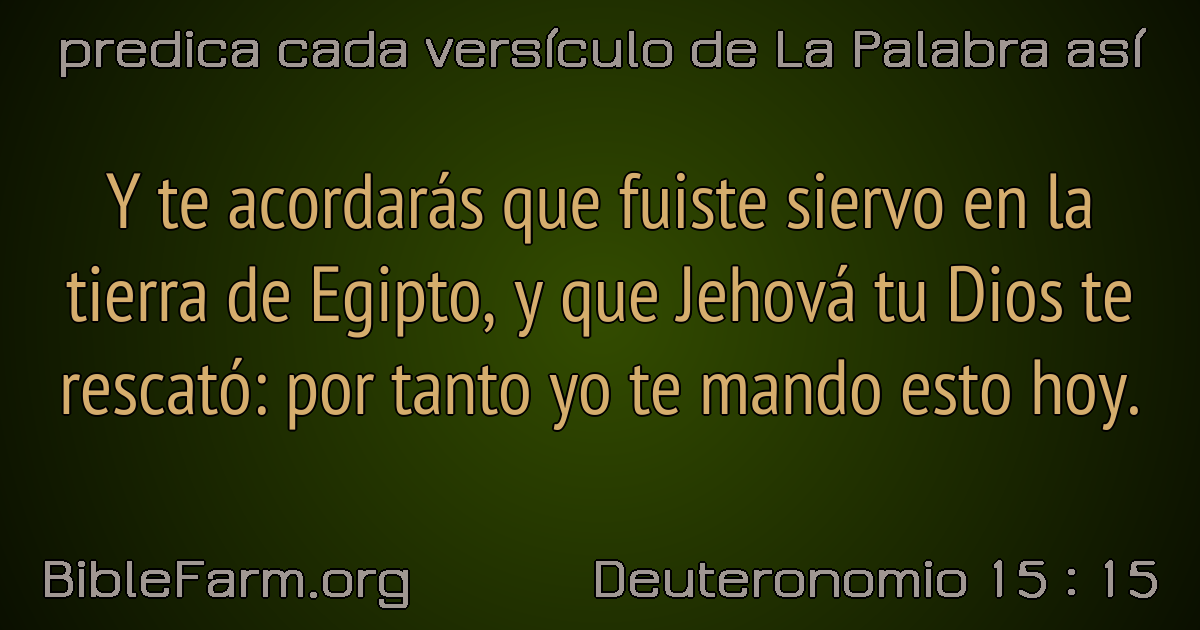 predica cada versículo de La Palabra así
Y te acordarás que fuiste siervo en la
tierra de Egipto, y que Jehová tu Dios te
rescató: por tanto yo te mando esto hoy.
BibleFarm.org
Deuteronomio 15 : 15